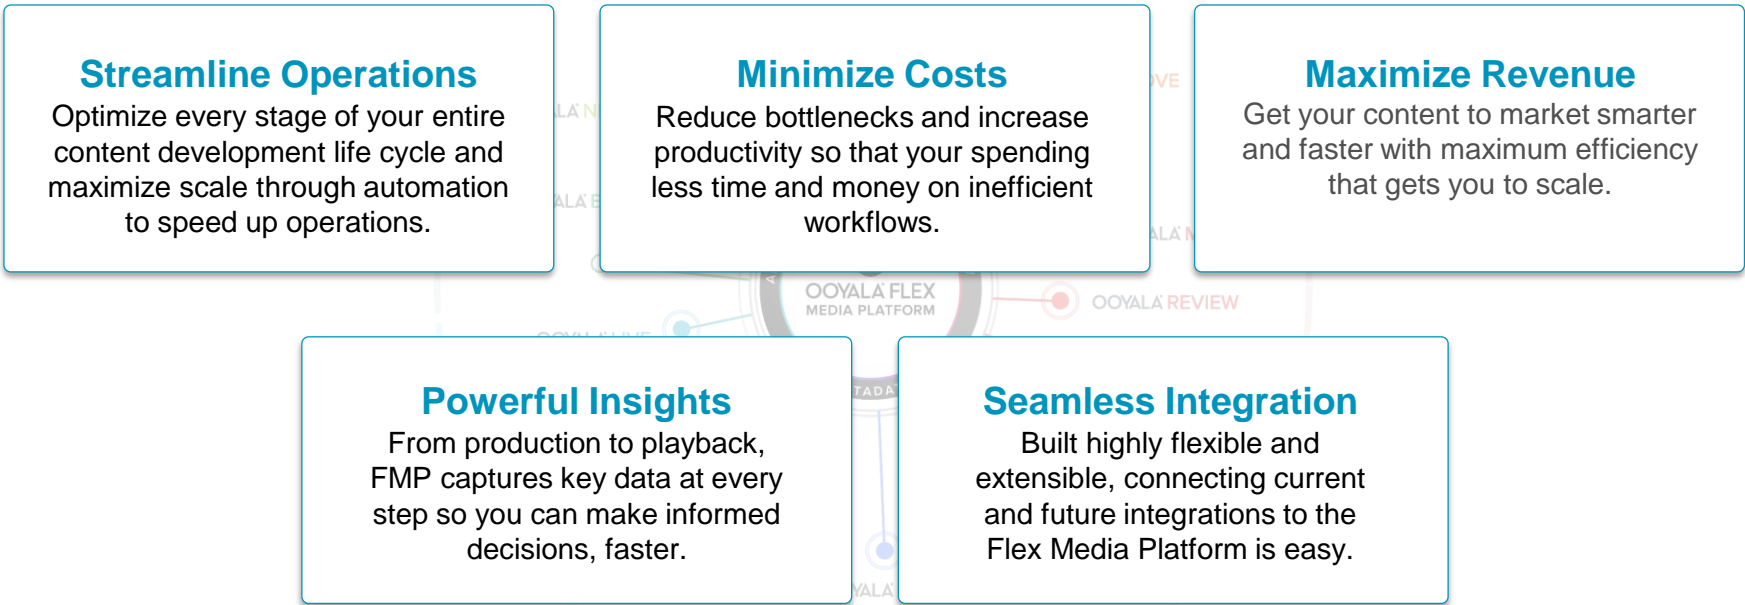 Streamline Operations
Optimize every stage of your entire
content development life cycle and
maximize scale through automation
to speed up operations.
Minimize Costs
Reduce bottlenecks and increase
productivity so that your spending
less time and money on inefficient
workflows.
Maximize Revenue
Get your content to market smarter
and faster with maximum efficiency
that gets you to scale.
OOYALA FLEX
MEDIA PLATFORM
OOYALA REVIEW
OOYALA LIVE
Powerful Insights
From production to playback,
FMP captures key data at every
step so you can make informed
decisions, faster.
Seamless Integration
Built highly flexible and
extensible, connecting current
and future integrations to the
Flex Media Platform is easy.